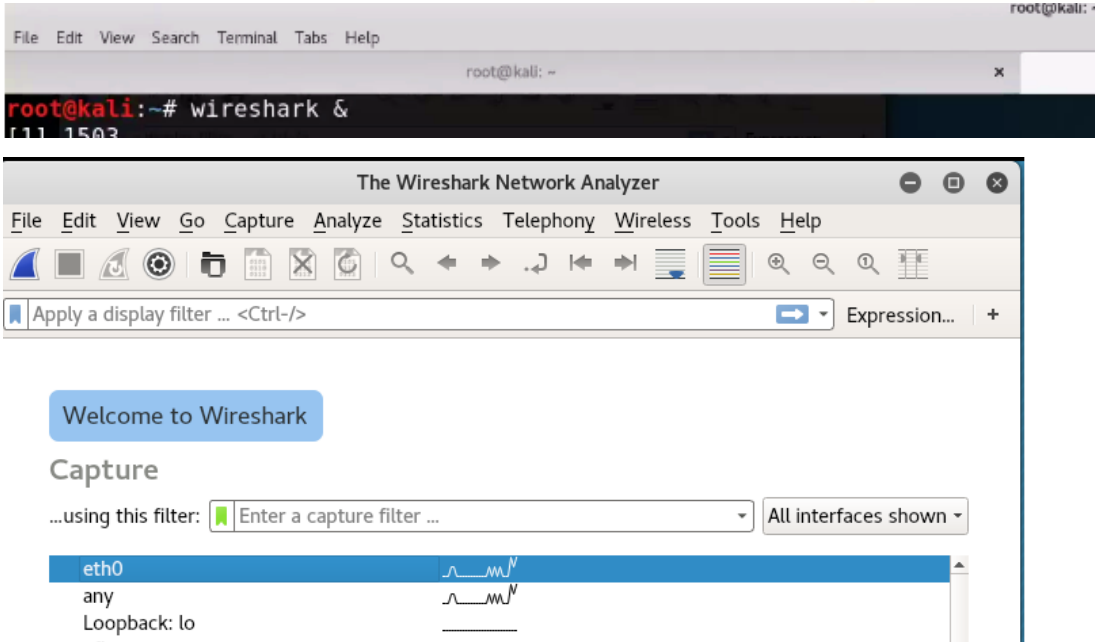 root@kali: ~
File Edit View Search Terminal Tabs Help
root@kali: ~
root@kali:~# wireshark &
[1] 1503
The Wireshark Network Analyzer
File Edit View Go Capture Analyze Statistics Telephony Wireless Tools Help
Apply a display filter ... <Ctrl-/>
Expression... +
Welcome to Wireshark
Capture
...using this filter: Enter a capture filter ... All interfaces shown
eth0
any
Loopback: lo